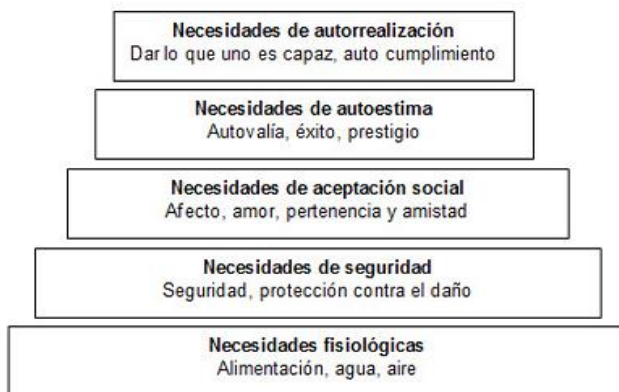 Necesidades de autorrealización
Dar lo que uno es capaz, auto cumplimiento
Necesidades de autoestima
Autovalía, éxito, prestigio
Necesidades de aceptación social
Afecto, amor, pertenencia y amistad
Necesidades de seguridad
Seguridad, protección contra el daño
Necesidades fisiológicas
Alimentación, agua, aire